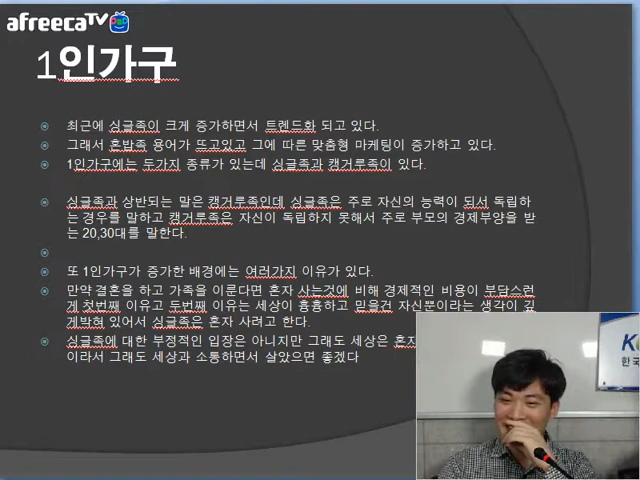 afreecaTV
1인가구
최근에 싱글족이 크게 증가하면서 트렌드화 되고 있다.
그래서 혼밥족 용어가 뜨고있고 그에 따른 맞춤형 마케팅이 증가하고 있다.
1인가구에는 두가지 종류가 있는데 싱글족과 캥거루족이 있다.
싱글족과 상반되는 말은 캥거루족인데 싱글족은 주로 자신의 능력이 되서 독립하
는 경우를 말하고 캥거루족은 자신이 독립하지 못해서 주로 부모의 경제부양을 받
는 20,30대를 말한다.
또 1인가구가 증가한 배경에는 여러가지 이유가 있다.
만약 결혼을 하고 가족을 이룬다면 혼자 사는것에 비해 경제적인 비용이 부담스런
게 첫번째 이유고 두번째 이유는 세상이 흉흉하고 믿을건 자신뿐이라는 생각이 깊
게박혀 있어서 싱글족은 혼자 사려고 한다.
싱글족에 대한 부정적인 입장은 아니지만 그래도 세상은 혼자
이라서 그래도 세상과 소통하면서 살았으면 좋겠다
한국